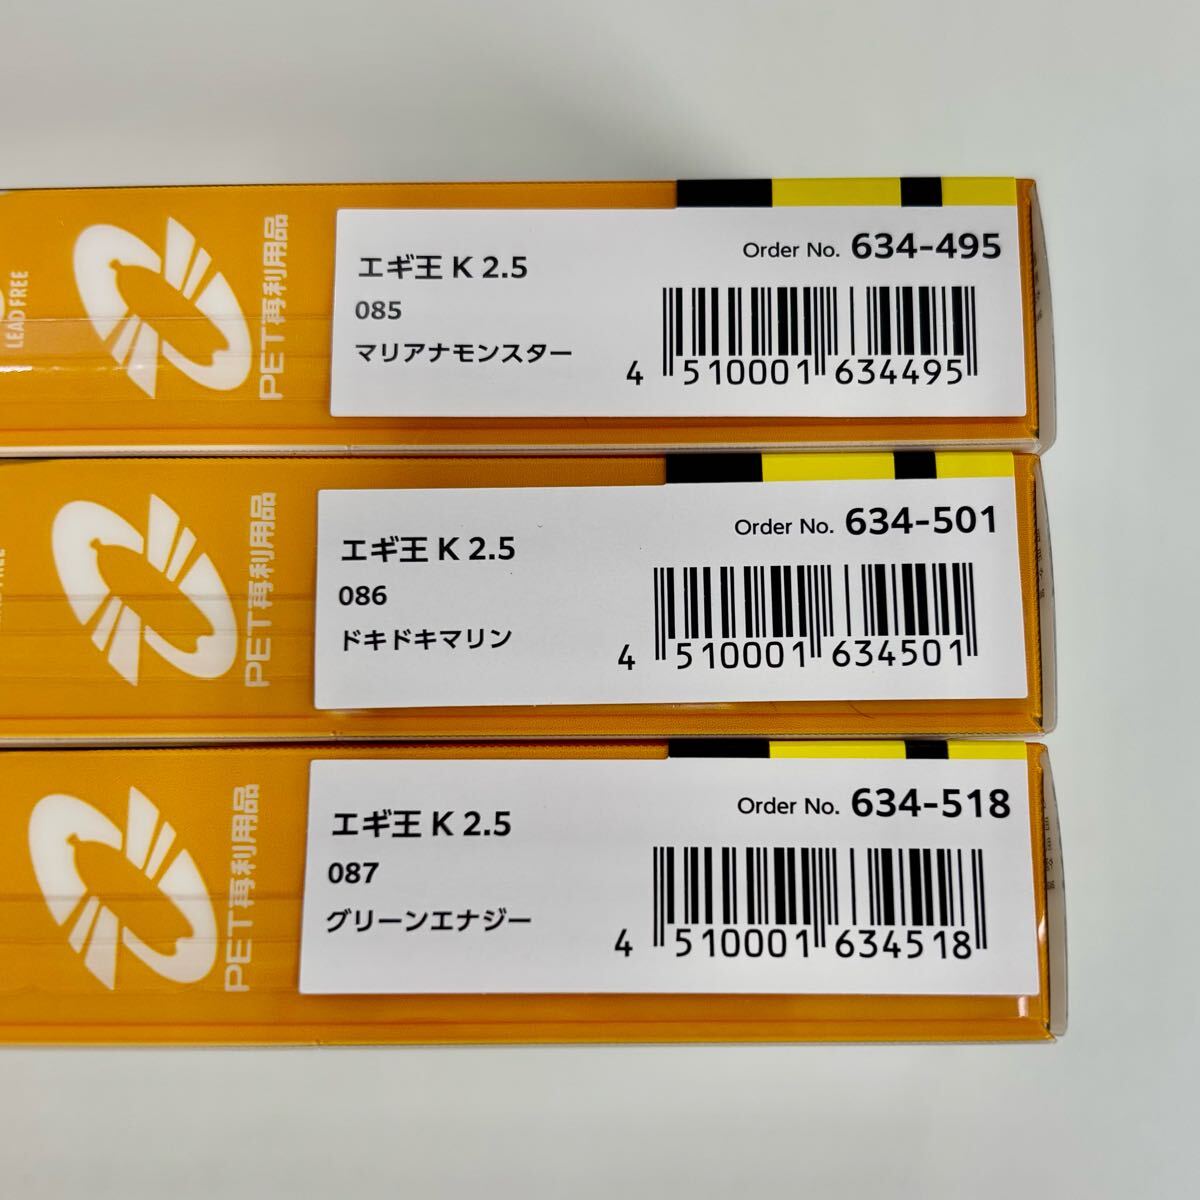 LEAD FREE
PET再利用品
エギ王 K 2.5
085
マリアナモンスター
Order No. 634-495
4 510001 634495
PET再利用品
エギ王 K 2.5
086
ドキドキマリン
Order No. 634-501
4 510001 634501
PET再利用品
エギ王 K 2.5
087
グリーンエナジー
Order No. 634-518
4 510001 634518